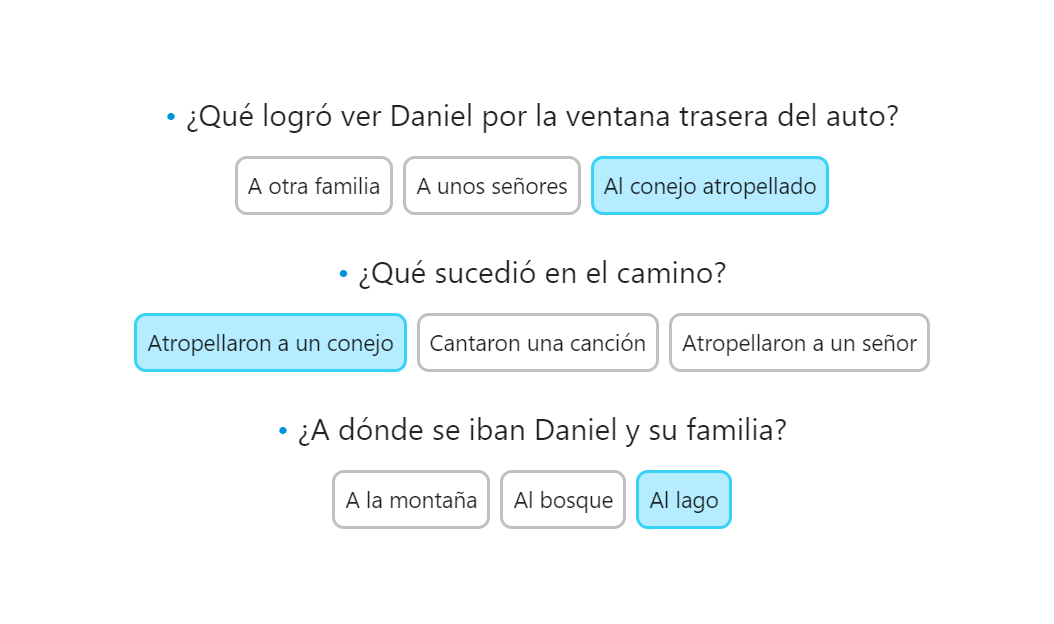 • ¿Qué logró ver Daniel por la ventana trasera del auto?
A otra familia A unos señores Al conejo atropellado
• ¿Qué sucedió en el camino?
Atropellaron a un conejo Cantaron una canción Atropellaron a un señor
• ¿A dónde se iban Daniel y su familia?
A la montaña Al bosque Al lago